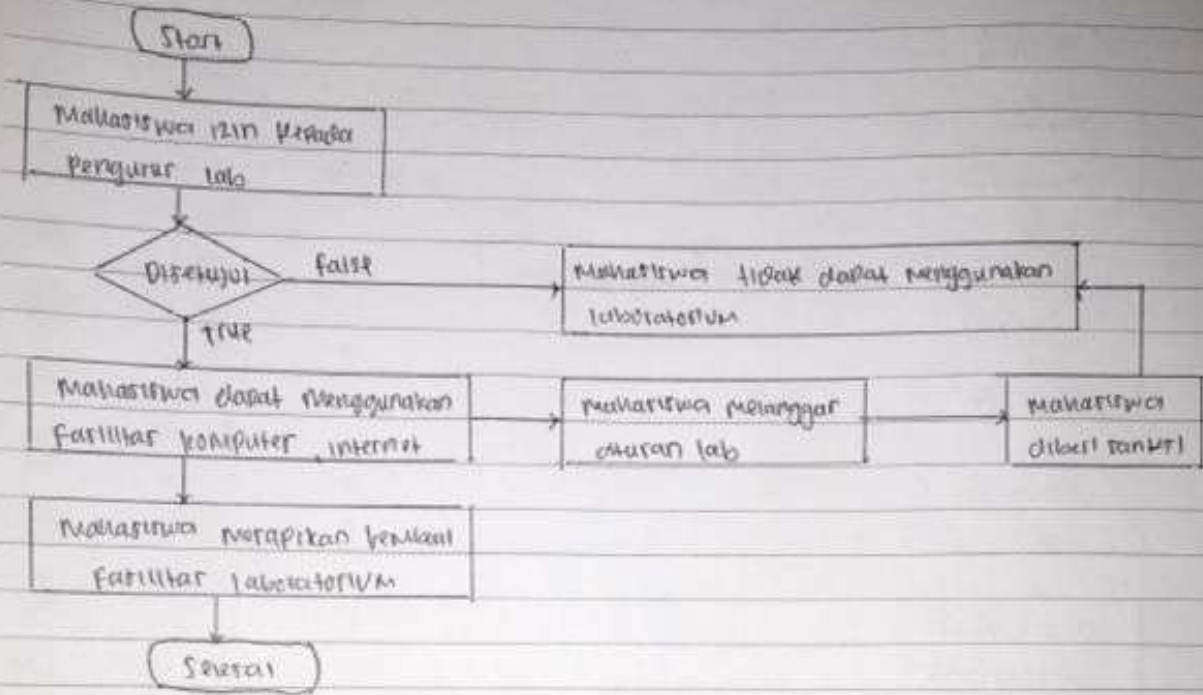 Start
Mahasiswa izin kepada
pengurus lab
Disetujui
false
True
Mahasiswa tidak dapat menggunakan
laboratorium
Mahasiswa dapat menggunakan
fasilitas komputer internet
Mahasiswa melanggar
aturan lab
Mahasiswa
diberi sanksi
Mahasiswa merapikan kembali
fasilitas laboratorium
Selesai